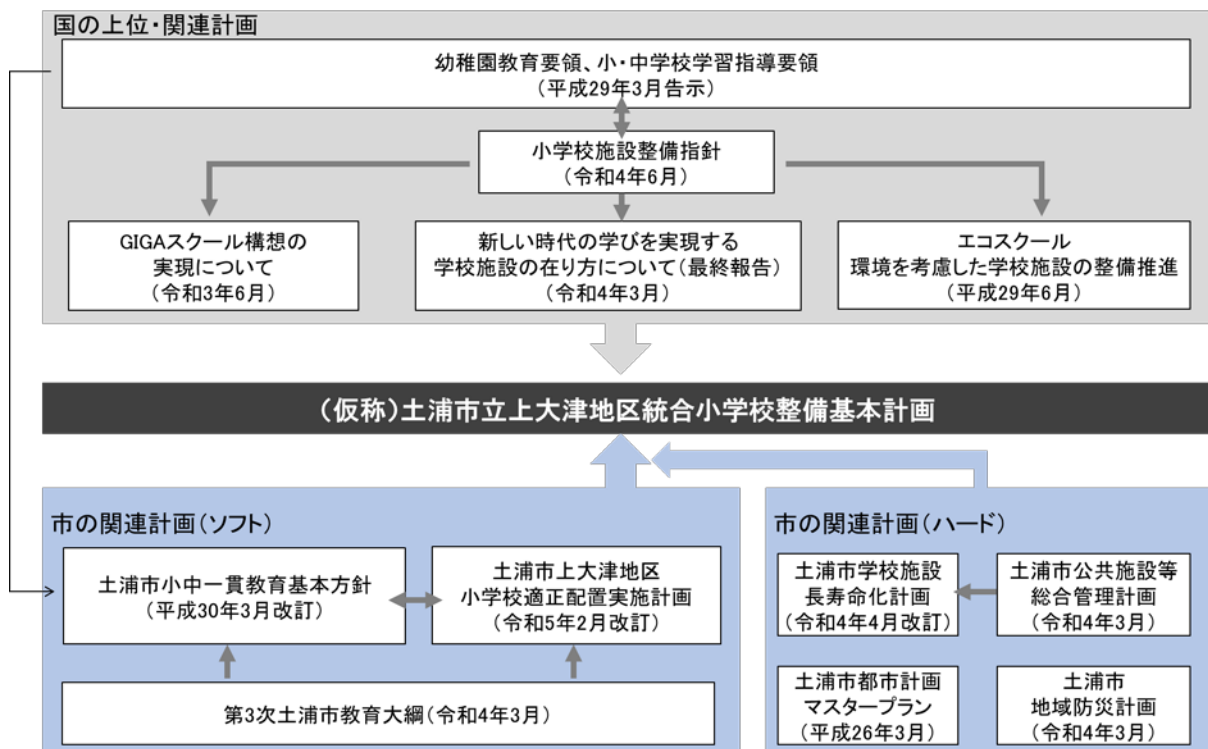 国の上位・関連計画
幼稚園教育要領、小・中学校学習指導要領
(平成29年3月告示)
小学校施設整備指針
(令和4年6月)
GIGAスクール構想の
実現について
(令和3年6月)
新しい時代の学びを実現する
学校施設の在り方について(最終報告)
(令和4年3月)
エコスクール
環境を考慮した学校施設の整備推進
(平成29年6月)
(仮称)土浦市立上大津地区統合小学校整備基本計画
市の関連計画(ソフト)
土浦市小中一貫教育基本方針
(平成30年3月改訂)
土浦市上大津地区
小学校適正配置実施計画
(令和5年2月改訂)
第3次土浦市教育大綱(令和4年3月)
市の関連計画(ハード)
土浦市学校施設
長寿命化計画
(令和4年4月改訂)
土浦市公共施設等
総合管理計画
(令和4年3月)
土浦市都市計画
マスタープラン
(平成26年3月)
土浦市
地域防災計画
(令和4年3月)